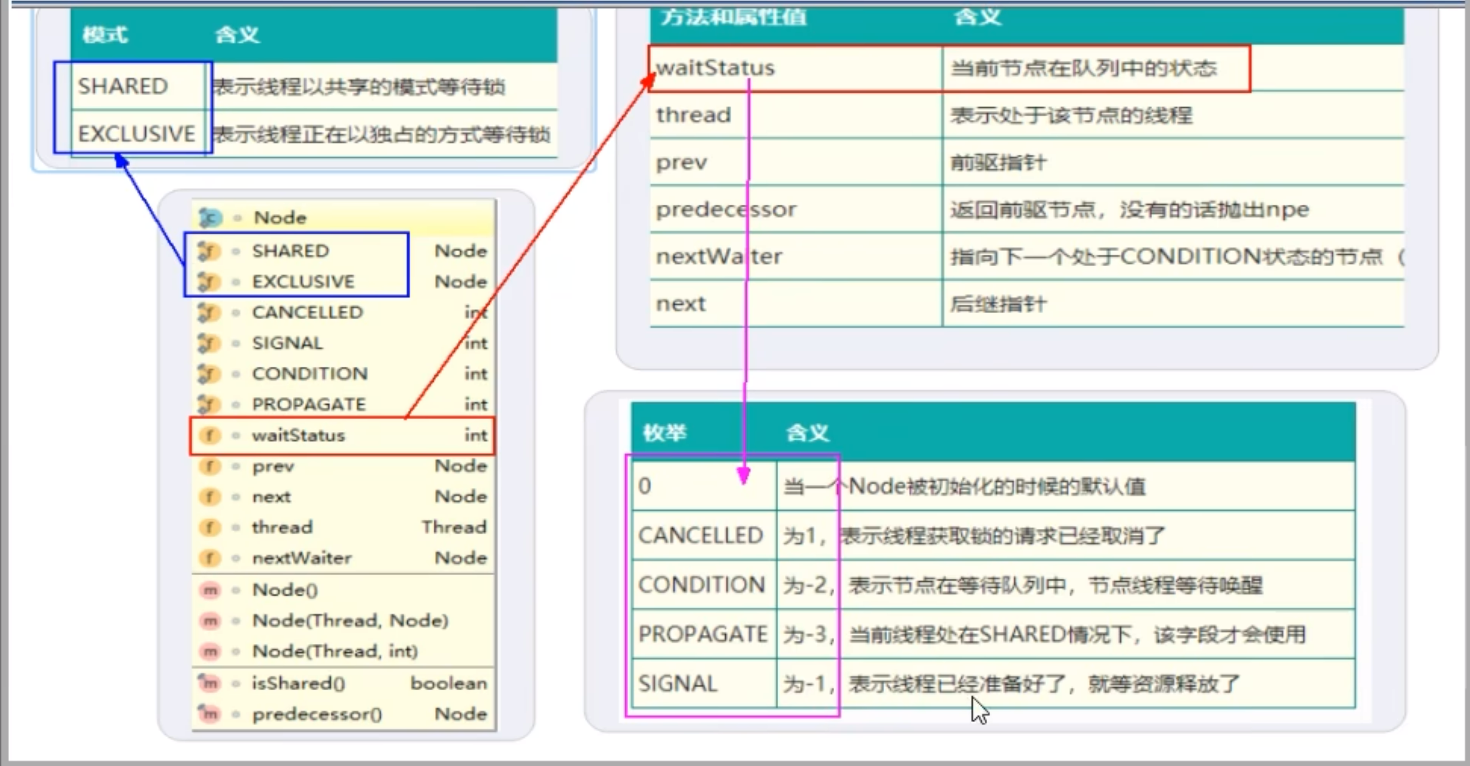 模式 含义
SHARED 表示线程以共享的模式等待锁
EXCLUSIVE 表示线程正在以独占的方式等待锁
方法和属性值 含义
waitStatus 当前节点在队列中的状态
thread 表示处于该节点的线程
prev 前驱指针
predecessor 返回前驱节点，没有的话抛出npe
nextWaiter 指向下一个处于CONDITION状态的节点（
next 后继指针
Node
SHARED Node
EXCLUSIVE Node
CANCELLED int
SIGNAL int
CONDITION int
PROPAGATE int
waitStatus int
prev Node
next Node
thread Thread
nextWaiter Node
Node()
Node(Thread, Node)
Node(Thread, int)
isShared() boolean
predecessor() Node
枚举 含义
0 当一个Node被初始化的时候的默认值
CANCELLED 为1，表示线程获取锁的请求已经取消了
CONDITION 为-2，表示节点在等待队列中，节点线程等待唤醒
PROPAGATE 为-3，当前线程处在SHARED情况下，该字段才会使用
SIGNAL 为-1，表示线程已经准备好了，就等资源释放了